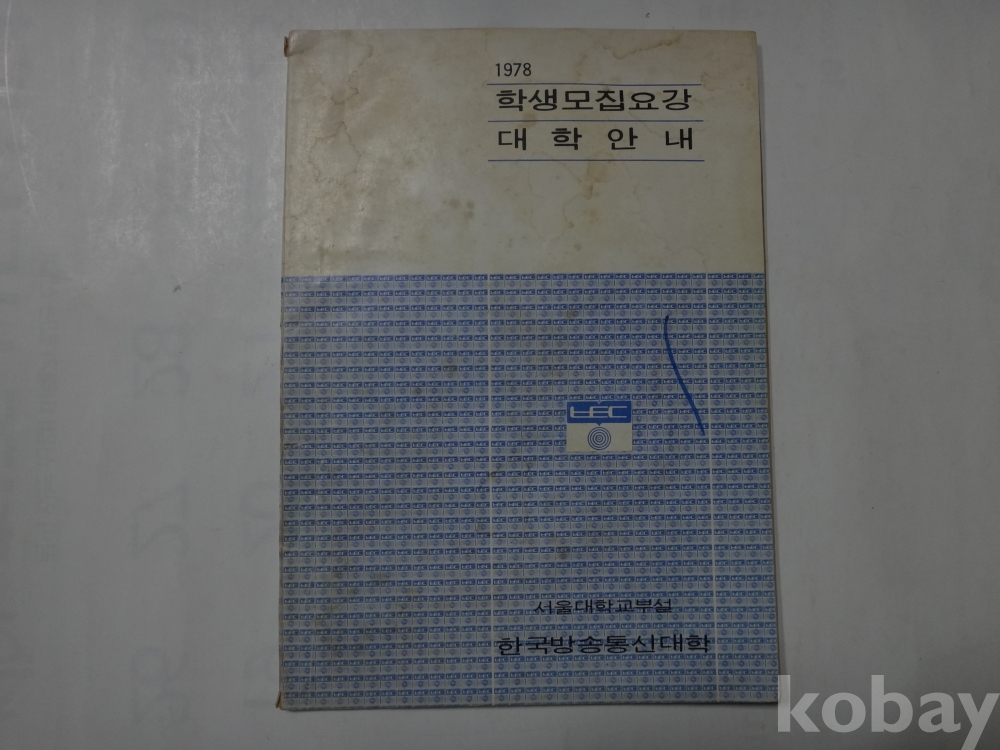 1978
학생모집요강
대학안내
서울대학교부설
한국방송통신대학
kobay